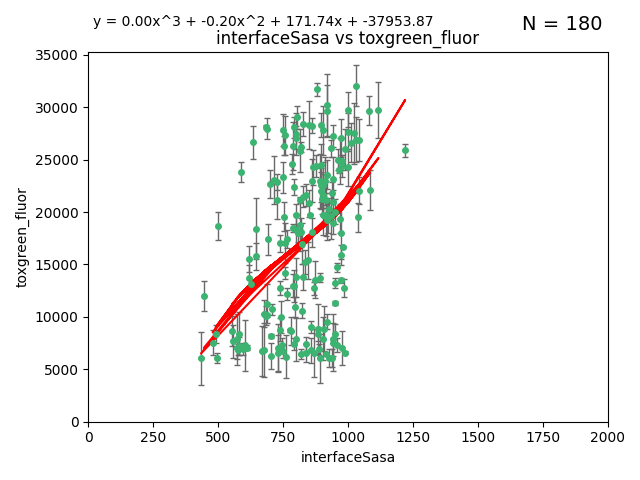 y = 0.00x^3 + -0.20x^2 + 171.74x + -37953.87
N = 180
interfaceSasa vs toxgreen_fluor
35000
30000
25000
20000
15000
10000
5000
0
toxgreen_fluor
0 250 500 750 1000 1250 1500 1750 2000
interfaceSasa